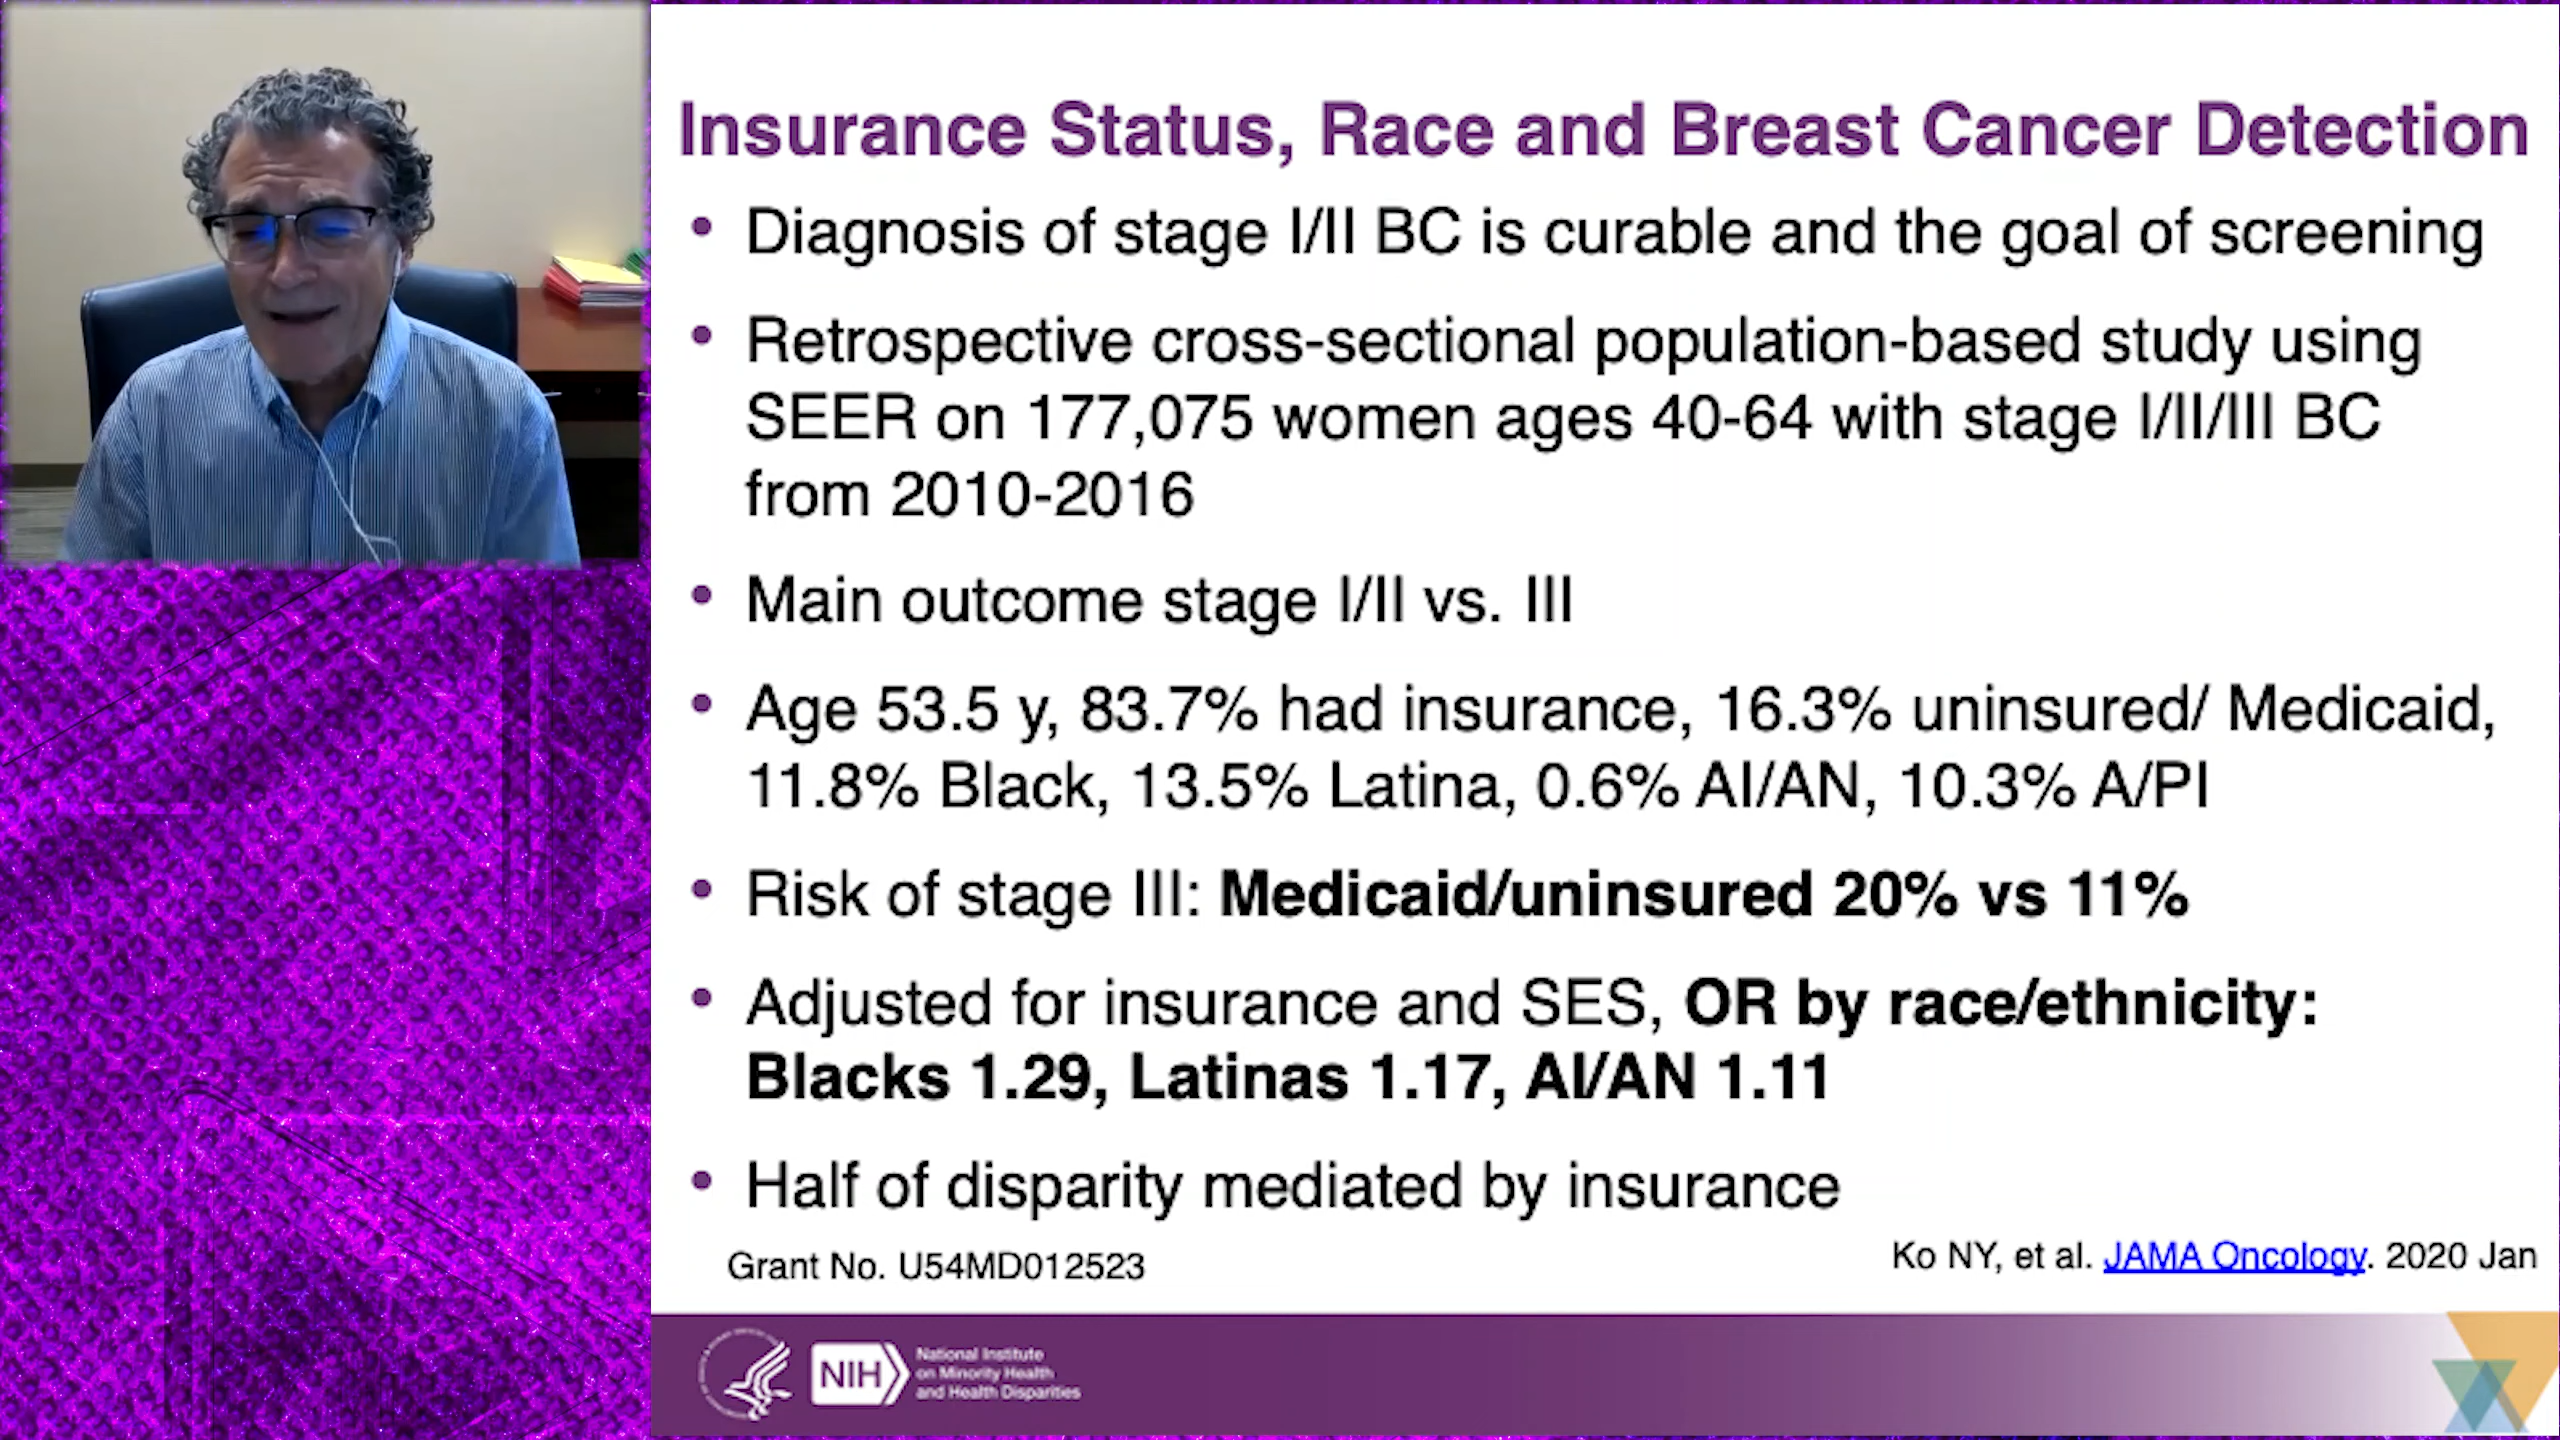 Insurance Status, Race and Breast Cancer Detection
• Diagnosis of stage I/II BC is curable and the goal of screening
• Retrospective cross-sectional population-based study using
SEER on 177,075 women ages 40-64 with stage I/II/III BC
from 2010-2016
• Main outcome stage I/II vs. III
• Age 53.5 y, 83.7% had insurance, 16.3% uninsured/ Medicaid,
11.8% Black, 13.5% Latina, 0.6% AI/AN, 10.3% A/PI
• Risk of stage III: Medicaid/uninsured 20% vs 11%
• Adjusted for insurance and SES, OR by race/ethnicity:
Blacks 1.29, Latinas 1.17, AI/AN 1.11
• Half of disparity mediated by insurance
Grant No. U54MD012523
Ko NY, et al. JAMA Oncology. 2020 Jan
NIH
National Institute
on Minority Health
and Health Disparities